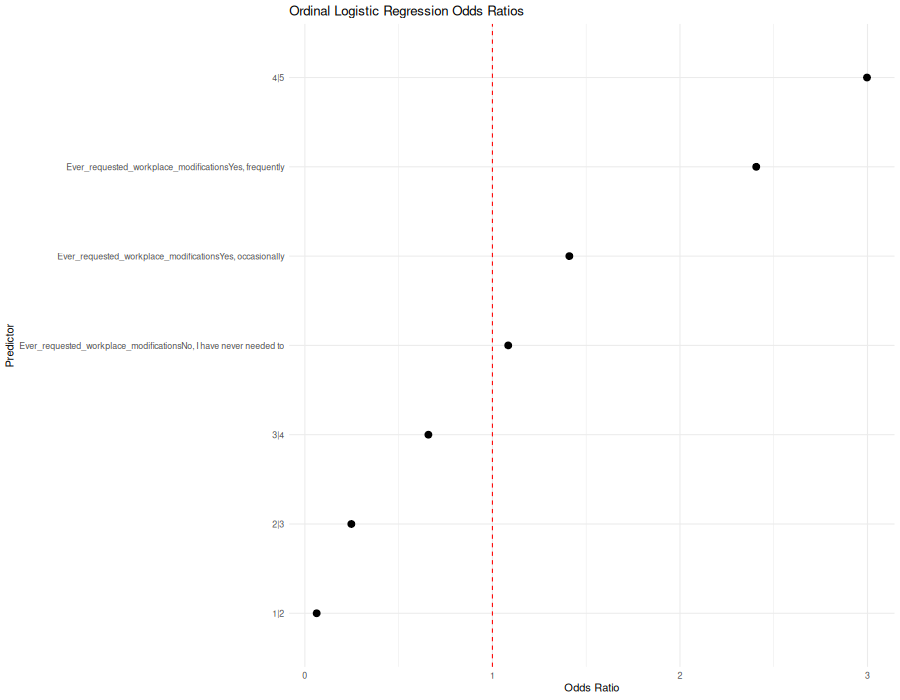 Ordinal Logistic Regression Odds Ratios
4|5
Ever_requested_workplace_modificationsYes, frequently
Ever_requested_workplace_modificationsYes, occasionally
Predictor
Ever_requested_workplace_modificationsNo, I have never needed to
3|4
2|3
1|2
0 1 2 3
Odds Ratio